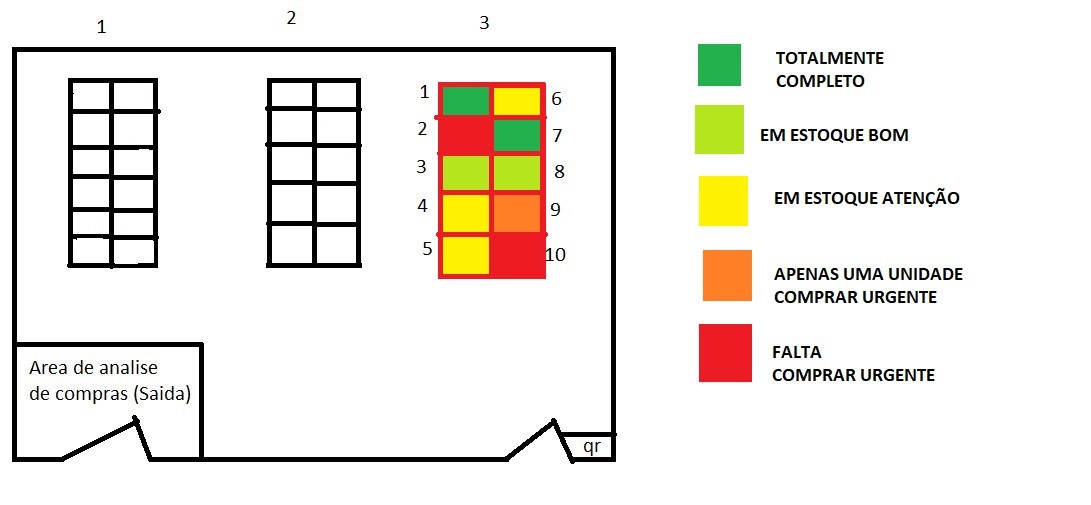 1
2
3
1
2
3
4
5
6
7
8
9
10
Area de analise
de compras (Saida)
qr
TOTALMENTE
COMPLETO
EM ESTOQUE BOM
EM ESTOQUE ATENÇÃO
APENAS UMA UNIDADE
COMPRAR URGENTE
FALTA
COMPRAR URGENTE